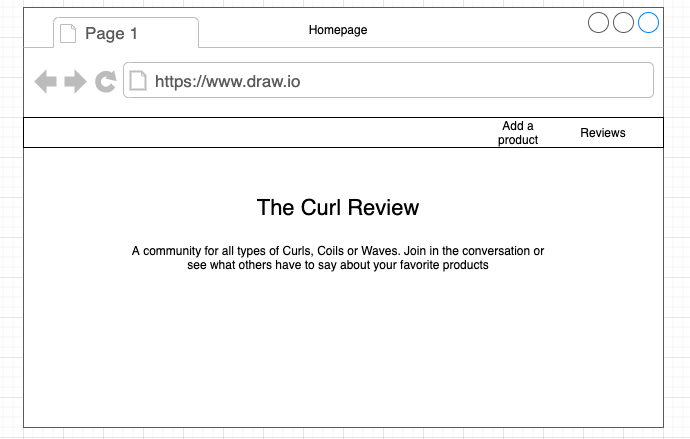 Homepage
Page 1
https://www.draw.io
Add a
product
Reviews
The Curl Review
A community for all types of Curls, Coils or Waves. Join in the conversation or
see what others have to say about your favorite products